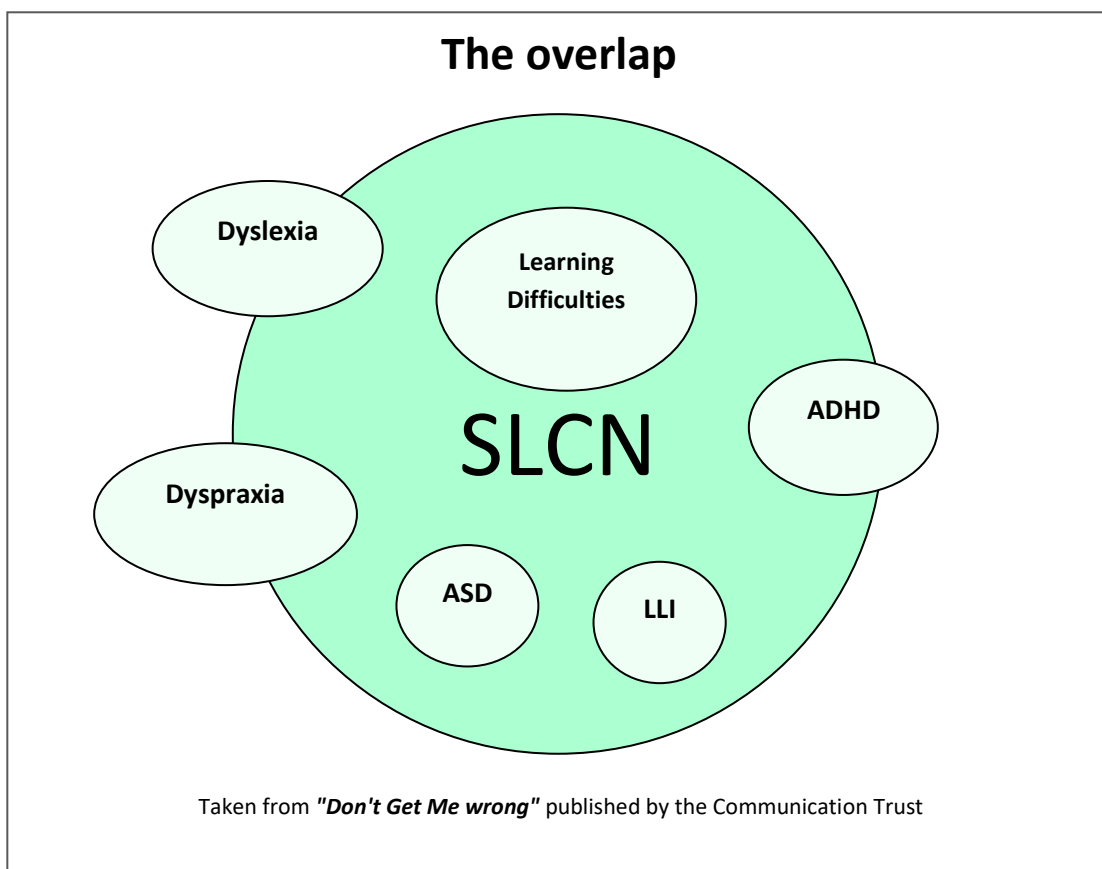 The overlap
Dyslexia
Learning
Difficulties
ADHD
SLCN
Dyspraxia
ASD
LLI
Taken from "Don't Get Me wrong" published by the Communication Trust